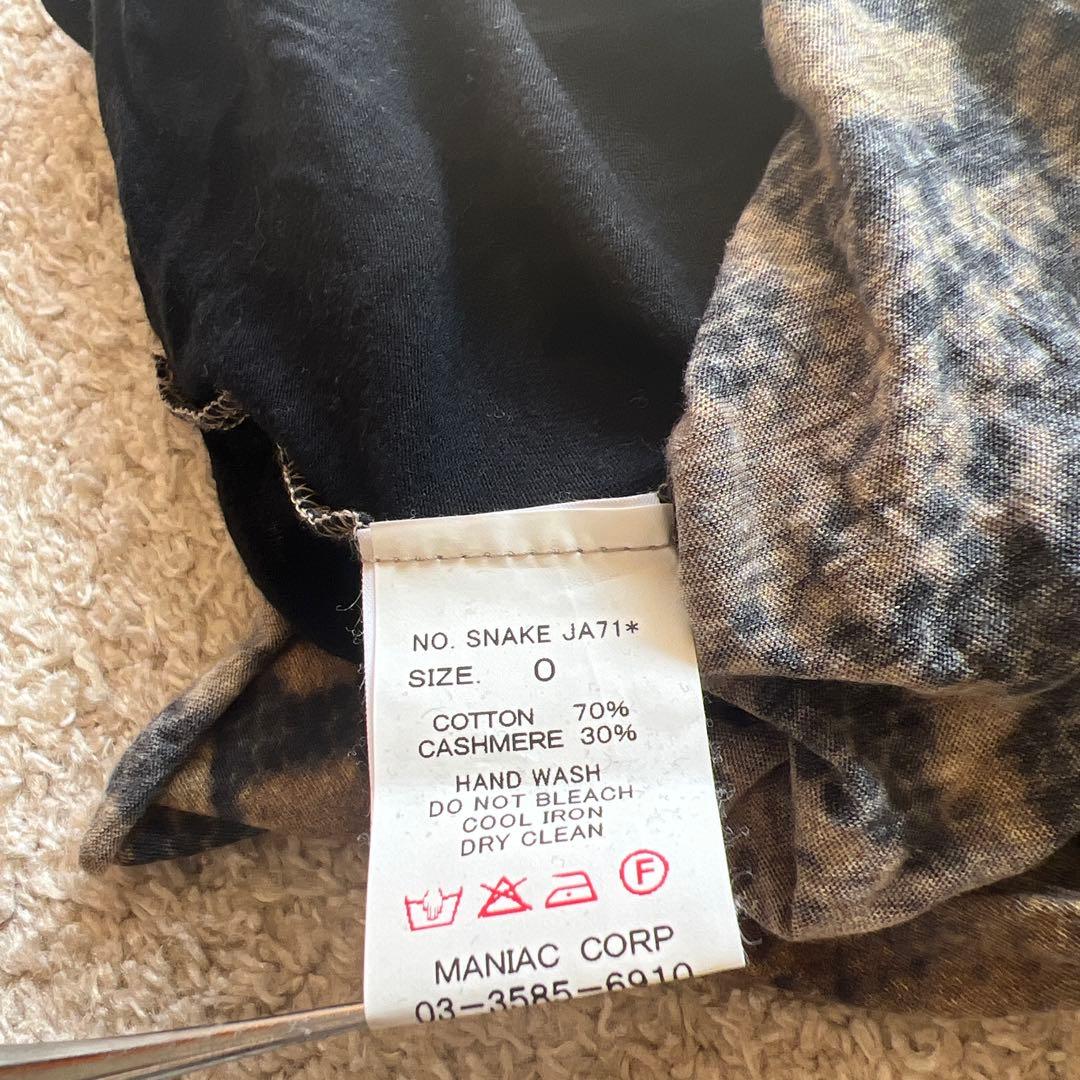 NO. SNAKE JA71*
SIZE. 0
COTTON 70%
CASHMERE 30%
HAND WASH
DO NOT BLEACH
COOL IRON
DRY CLEAN
F
MANIAC CORP
03-3585-6910